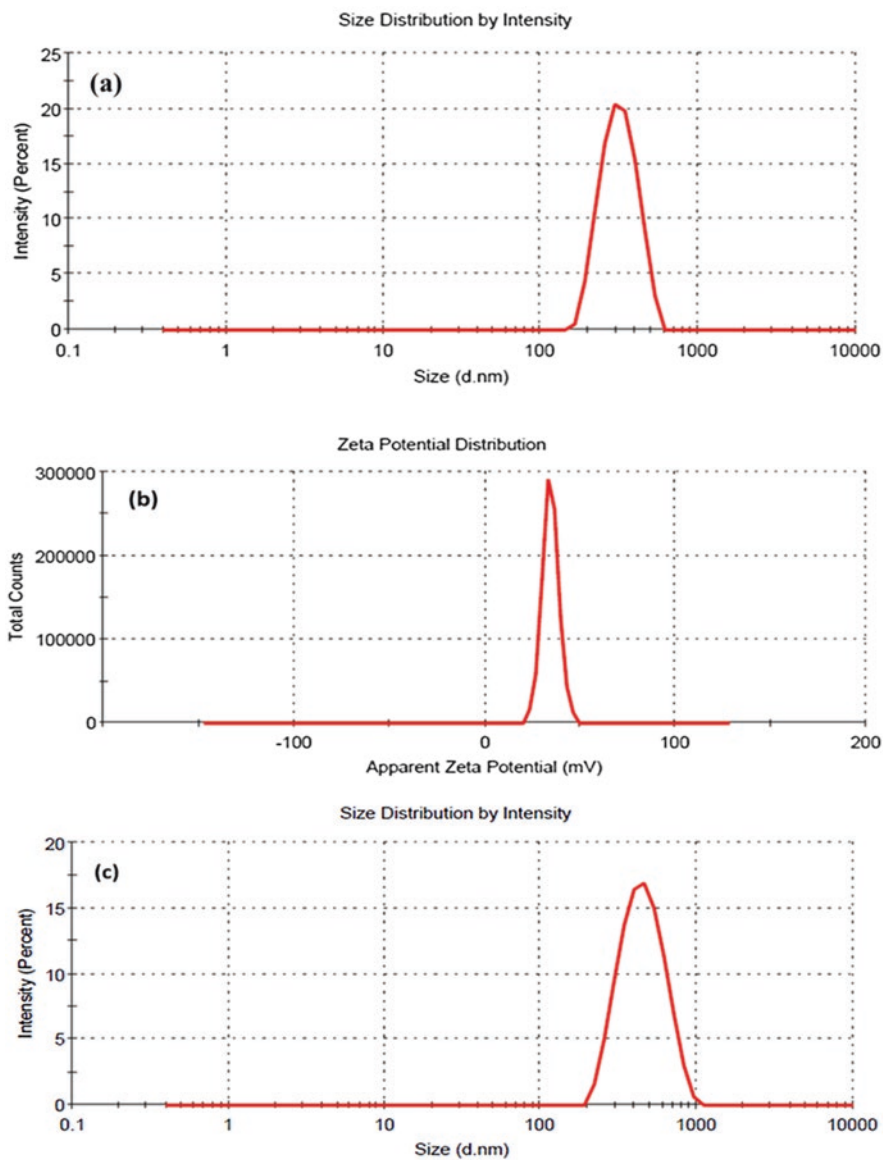 Size Distribution by Intensity
(a)
25
20
15
10
5
0
Intensity (Percent)
0.1 1 10 100 1000 10000
Size (d.nm)
Zeta Potential Distribution
(b)
300000
200000
100000
0
Total Counts
-100 0 100 200
Apparent Zeta Potential (mV)
Size Distribution by Intensity
(c)
20
15
10
5
0
Intensity (Percent)
0.1 1 10 100 1000 10000
Size (d.nm)